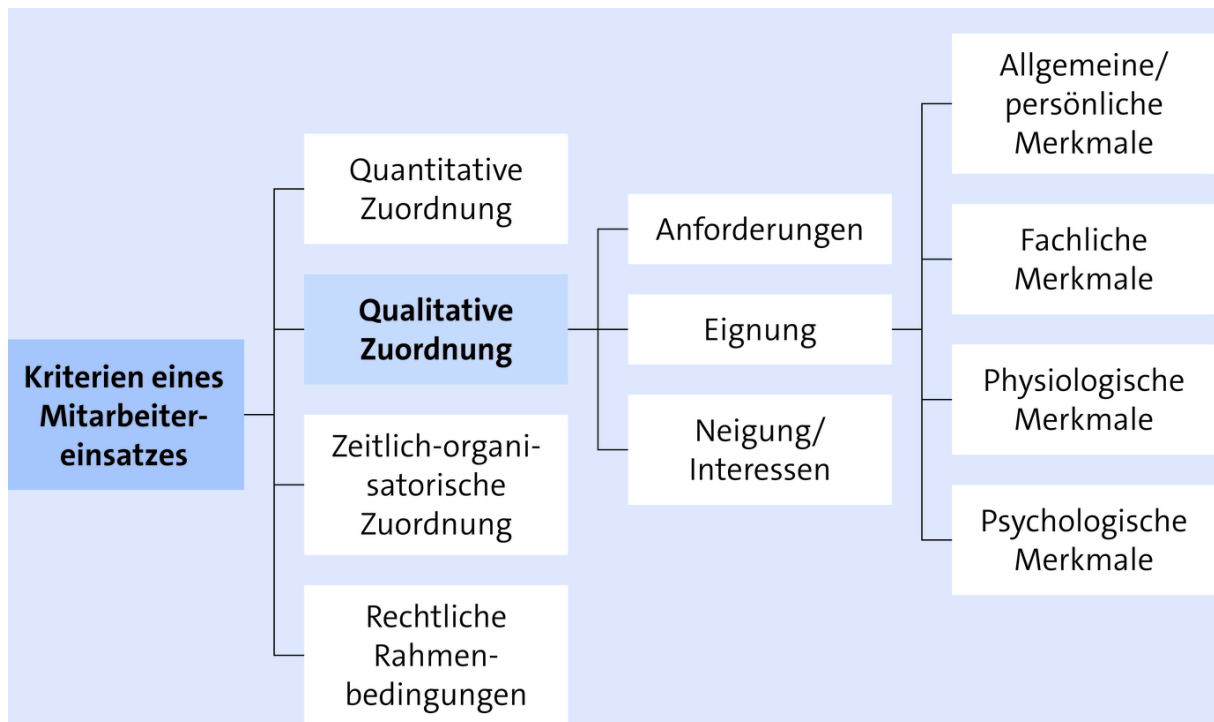 Kriterien eines
Mitarbeiter-
einsatzes
Quantitative
Zuordnung
Qualitative
Zuordnung
Zeitlich-organi-
satorische
Zuordnung
Rechtliche
Rahmen-
bedingungen
Anforderungen
Eignung
Neigung/
Interessen
Allgemeine/
persönliche
Merkmale
Fachliche
Merkmale
Physiologische
Merkmale
Psychologische
Merkmale